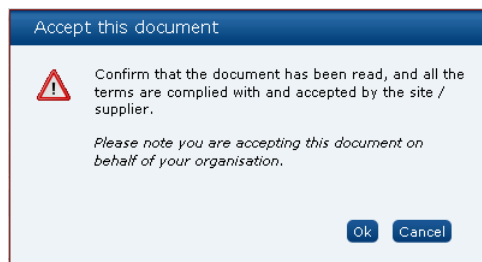 Accept this document
Confirm that the document has been read, and all the
terms are complied with and accepted by the site /
supplier.
Please note you are accepting this document on
behalf of your organisation.
Ok Cancel